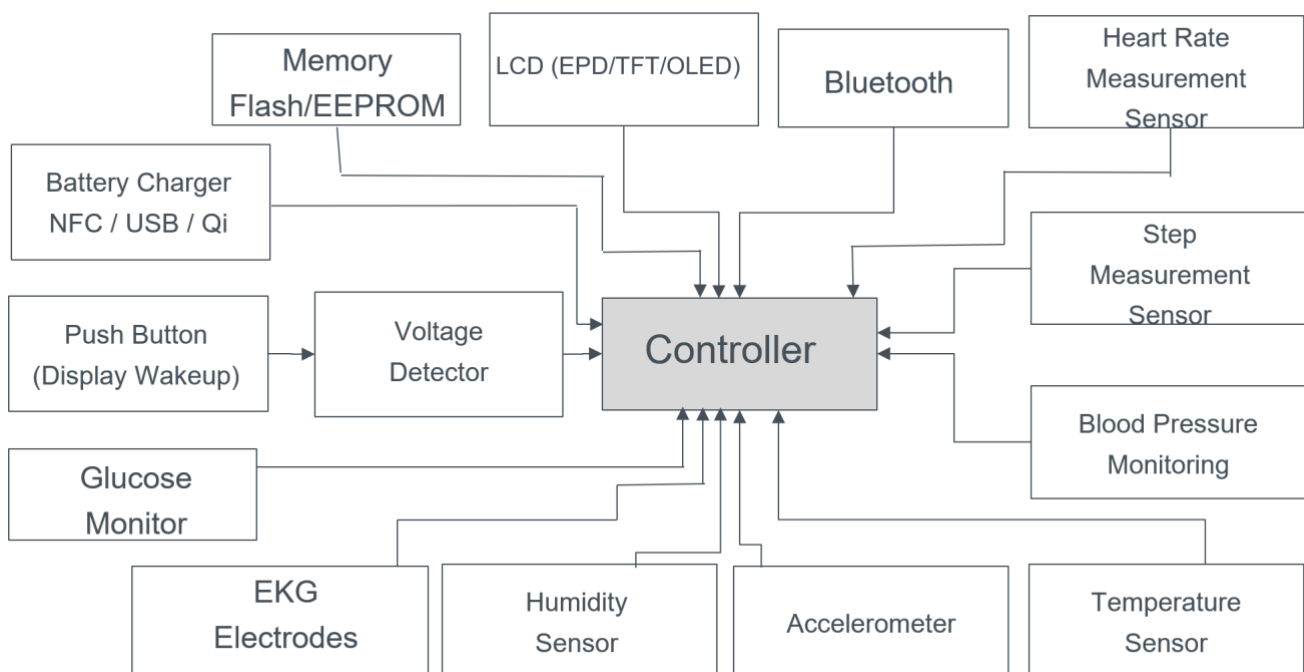 Memory
Flash/EEPROM
LCD (EPD/TFT/OLED)
Bluetooth
Heart Rate
Measurement
Sensor
Battery Charger
NFC / USB / Qi
Step
Measurement
Sensor
Push Button
(Display Wakeup)
Voltage
Detector
Controller
Blood Pressure
Monitoring
Glucose
Monitor
EKG
Electrodes
Humidity
Sensor
Accelerometer
Temperature
Sensor